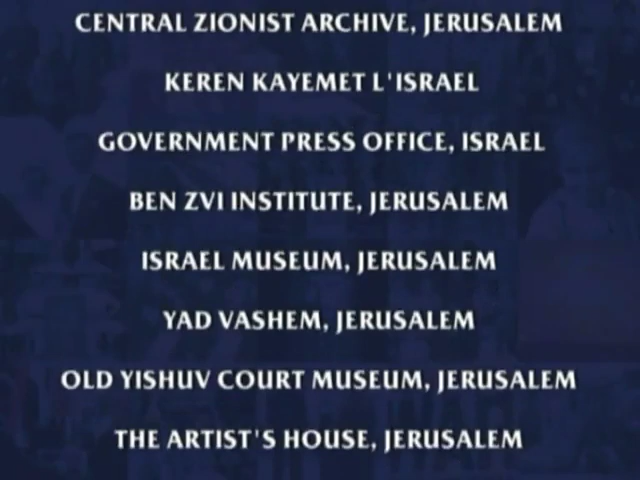 CENTRAL ZIONIST ARCHIVE, JERUSALEM
KEREN KAYEMET L'ISRAEL
GOVERNMENT PRESS OFFICE, ISRAEL
BEN ZVI INSTITUTE, JERUSALEM
ISRAEL MUSEUM, JERUSALEM
YAD VASHEM, JERUSALEM
OLD YISHUV COURT MUSEUM, JERUSALEM
THE ARTIST'S HOUSE, JERUSALEM